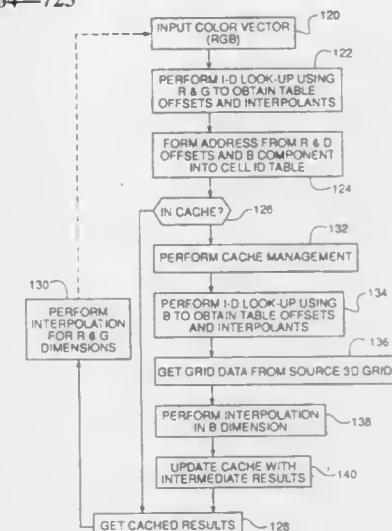 INPUT COLOR VECTOR
(RGB)
120
PERFORM I-D LOOK-UP USING
R & G TO OBTAIN TABLE
OFFSETS AND INTERPOLANTS
122
FORM ADDRESS FROM R & D
OFFSETS AND B COMPONENT
INTO CELL ID TABLE
124
IN CACHE?
126
132
PERFORM CACHE MANAGEMENT
130
PERFORM
INTERPOLATION
FOR R & G
DIMENSIONS
134
PERFORM I-D LOOK-UP USING
B TO OBTAIN TABLE OFFSETS
AND INTERPOLANTS
136
GET GRID DATA FROM SOURCE 3D GRID
PERFORM INTERPOLATION
IN B DIMENSION
138
UPDATE CACHE WITH
INTERMEDIATE RESULTS
140
GET CACHED RESULTS
128